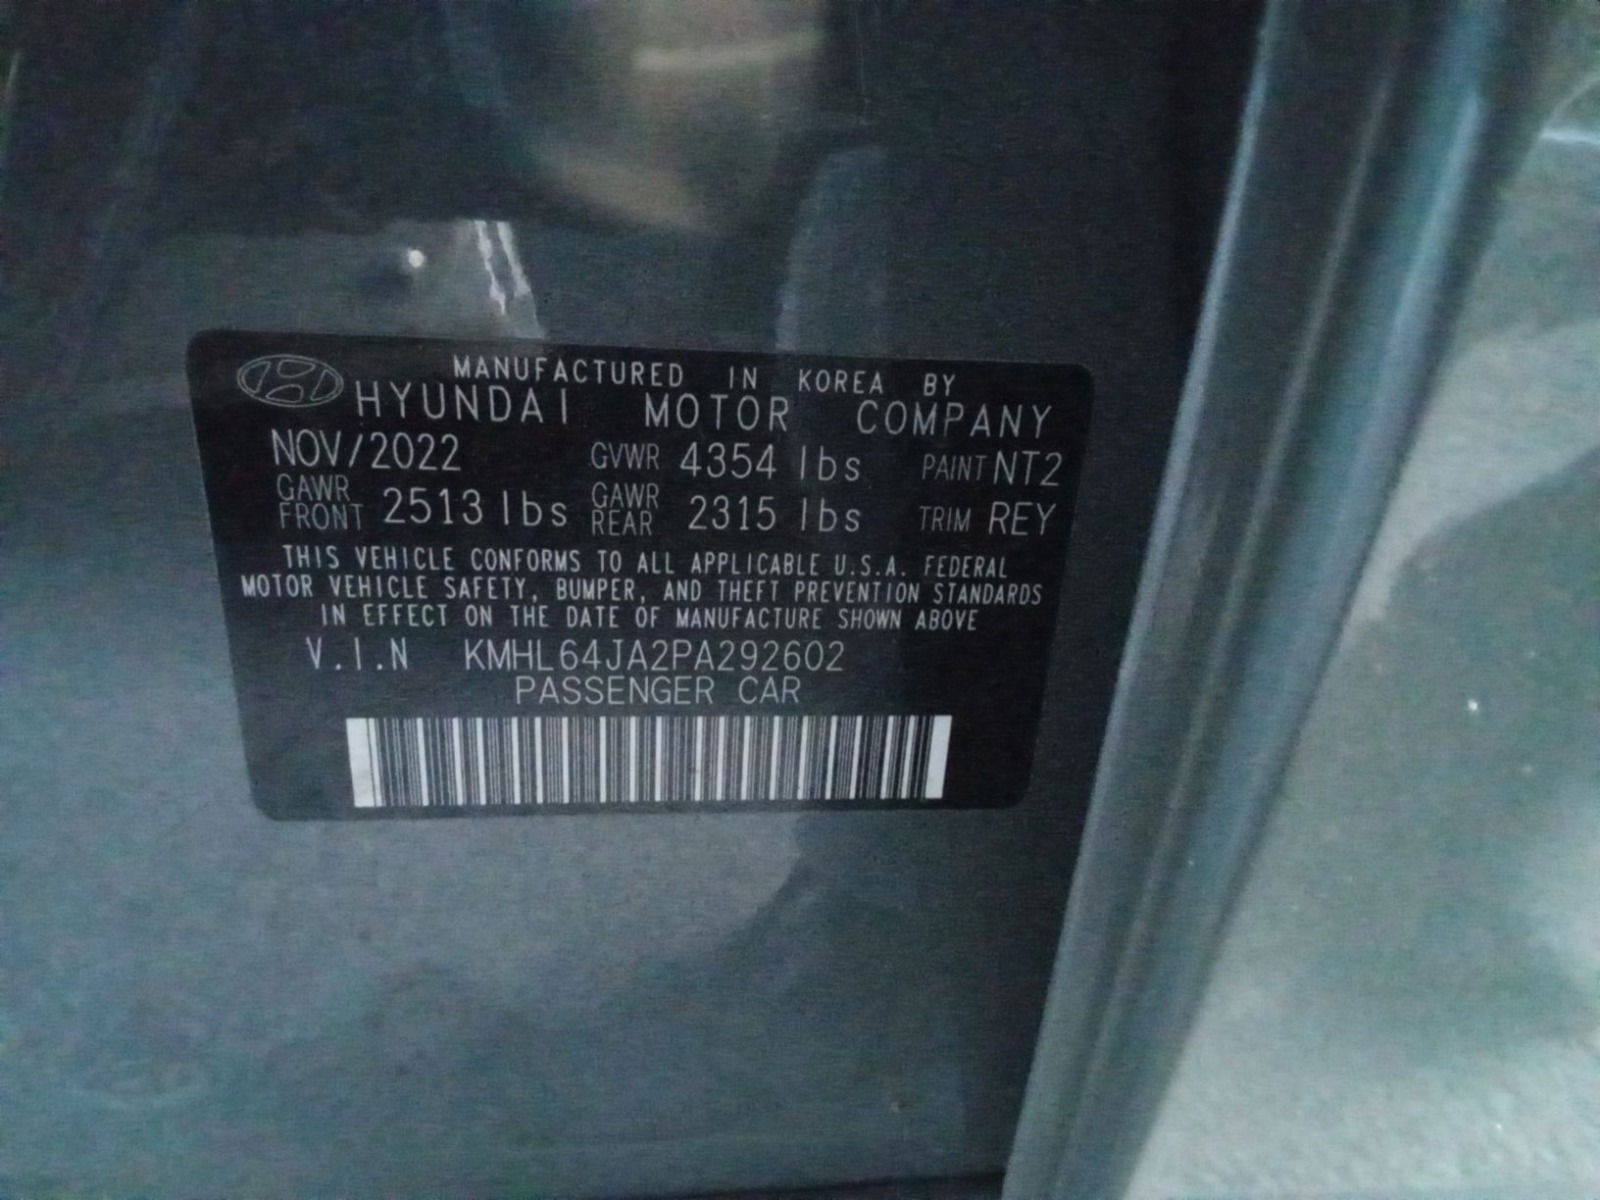 MANUFACTURED IN KOREA BY
HYUNDAI MOTOR COMPANY
NOV/2022 GVWR 4354 lbs PAINT NT2
GAWR FRONT 2513 lbs GAWR REAR 2315 lbs TRIM REY
THIS VEHICLE CONFORMS TO ALL APPLICABLE U.S.A. FEDERAL
MOTOR VEHICLE SAFETY, BUMPER, AND THEFT PREVENTION STANDARDS
IN EFFECT ON THE DATE OF MANUFACTURE SHOWN ABOVE
V.I.N KMHL64JA2PA292602
PASSENGER CAR